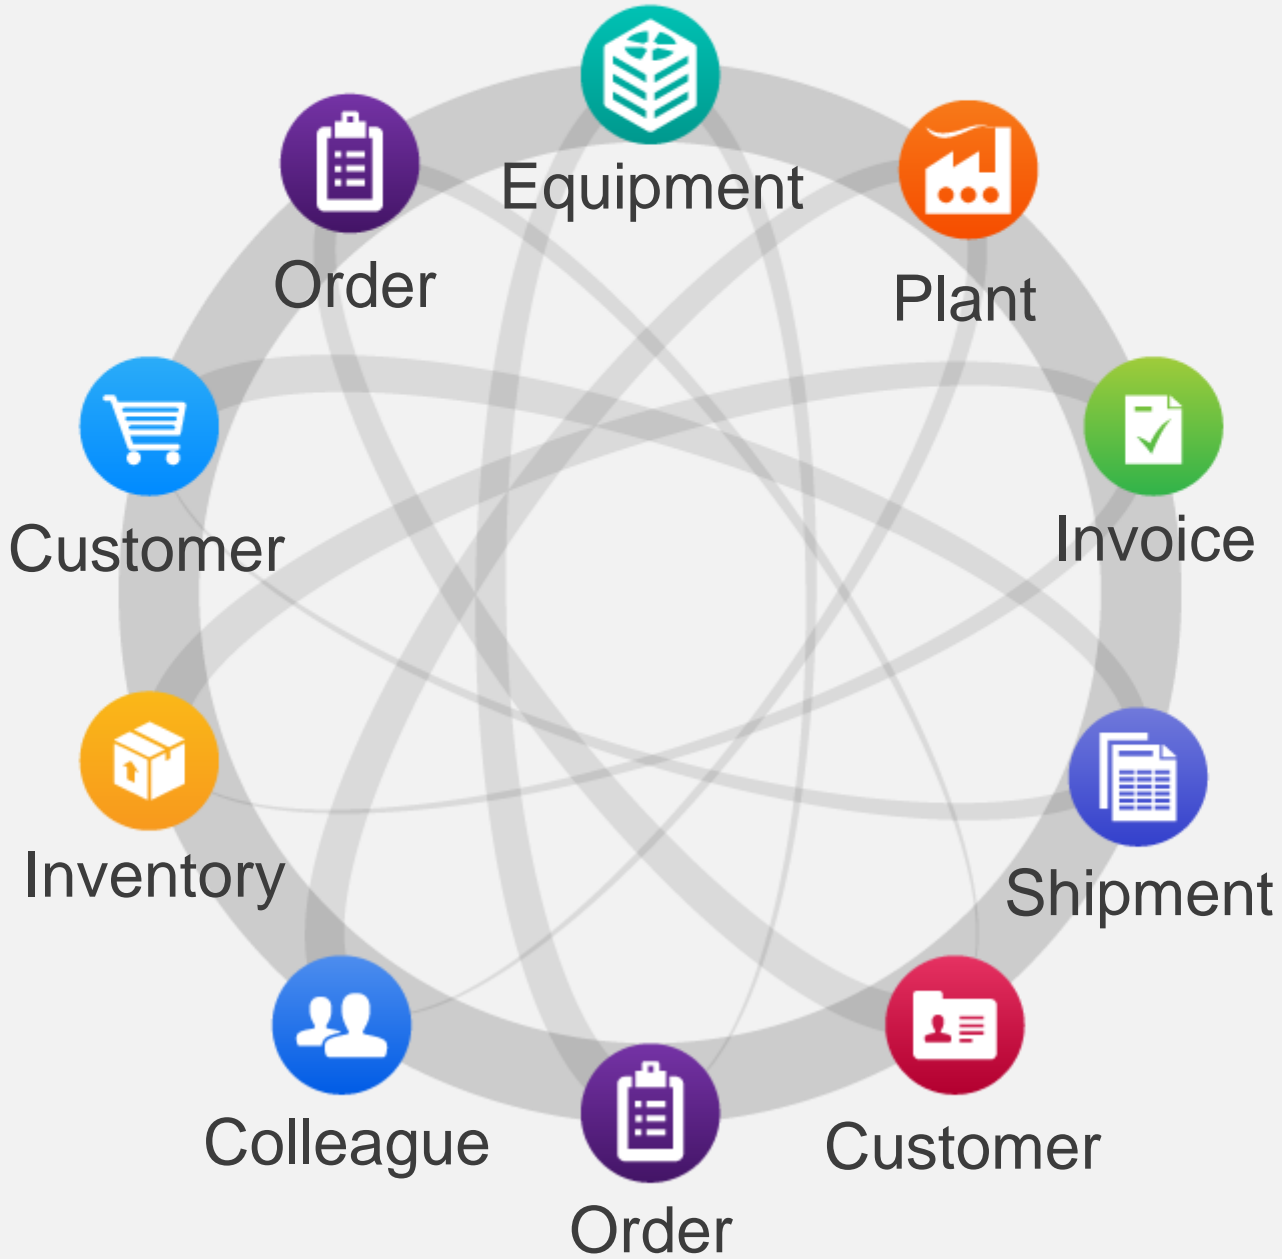 Equipment
Order
Plant
Customer
Invoice
Inventory
Shipment
Colleague
Customer
Order